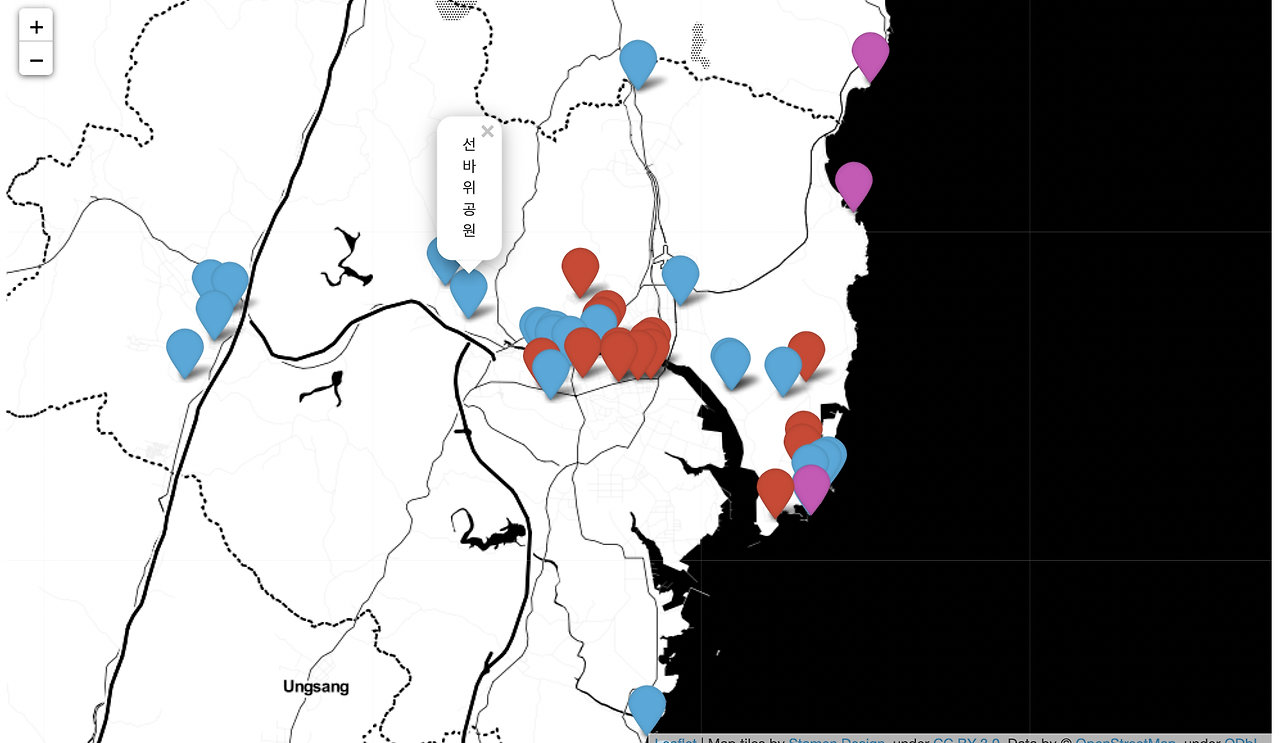 +
−
×
선
바
위
공
원
Ungsang
Leaflet | Map tiles by Stamen Design, under CC BY 3.0. Data by © OpenStreetMap, under ODbL.